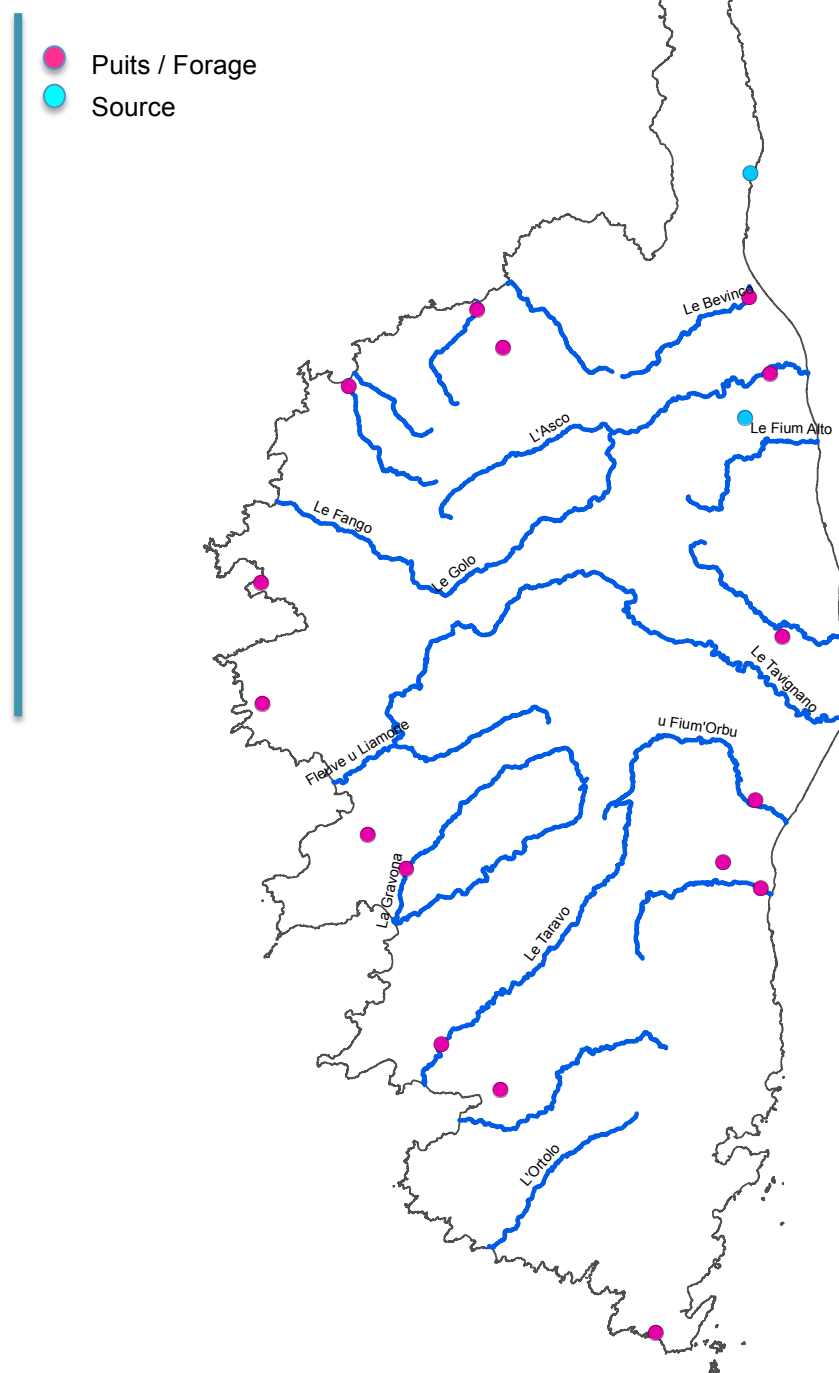 Puits / Forage
Source
Le Bevinco
Le Fium Alto
L'Asco
Le Fango
Le Golo
Le Tavignano
u Fium'Orbu
Fleuve u Liamone
La Gravona
Le Taravo
L'Ortolo